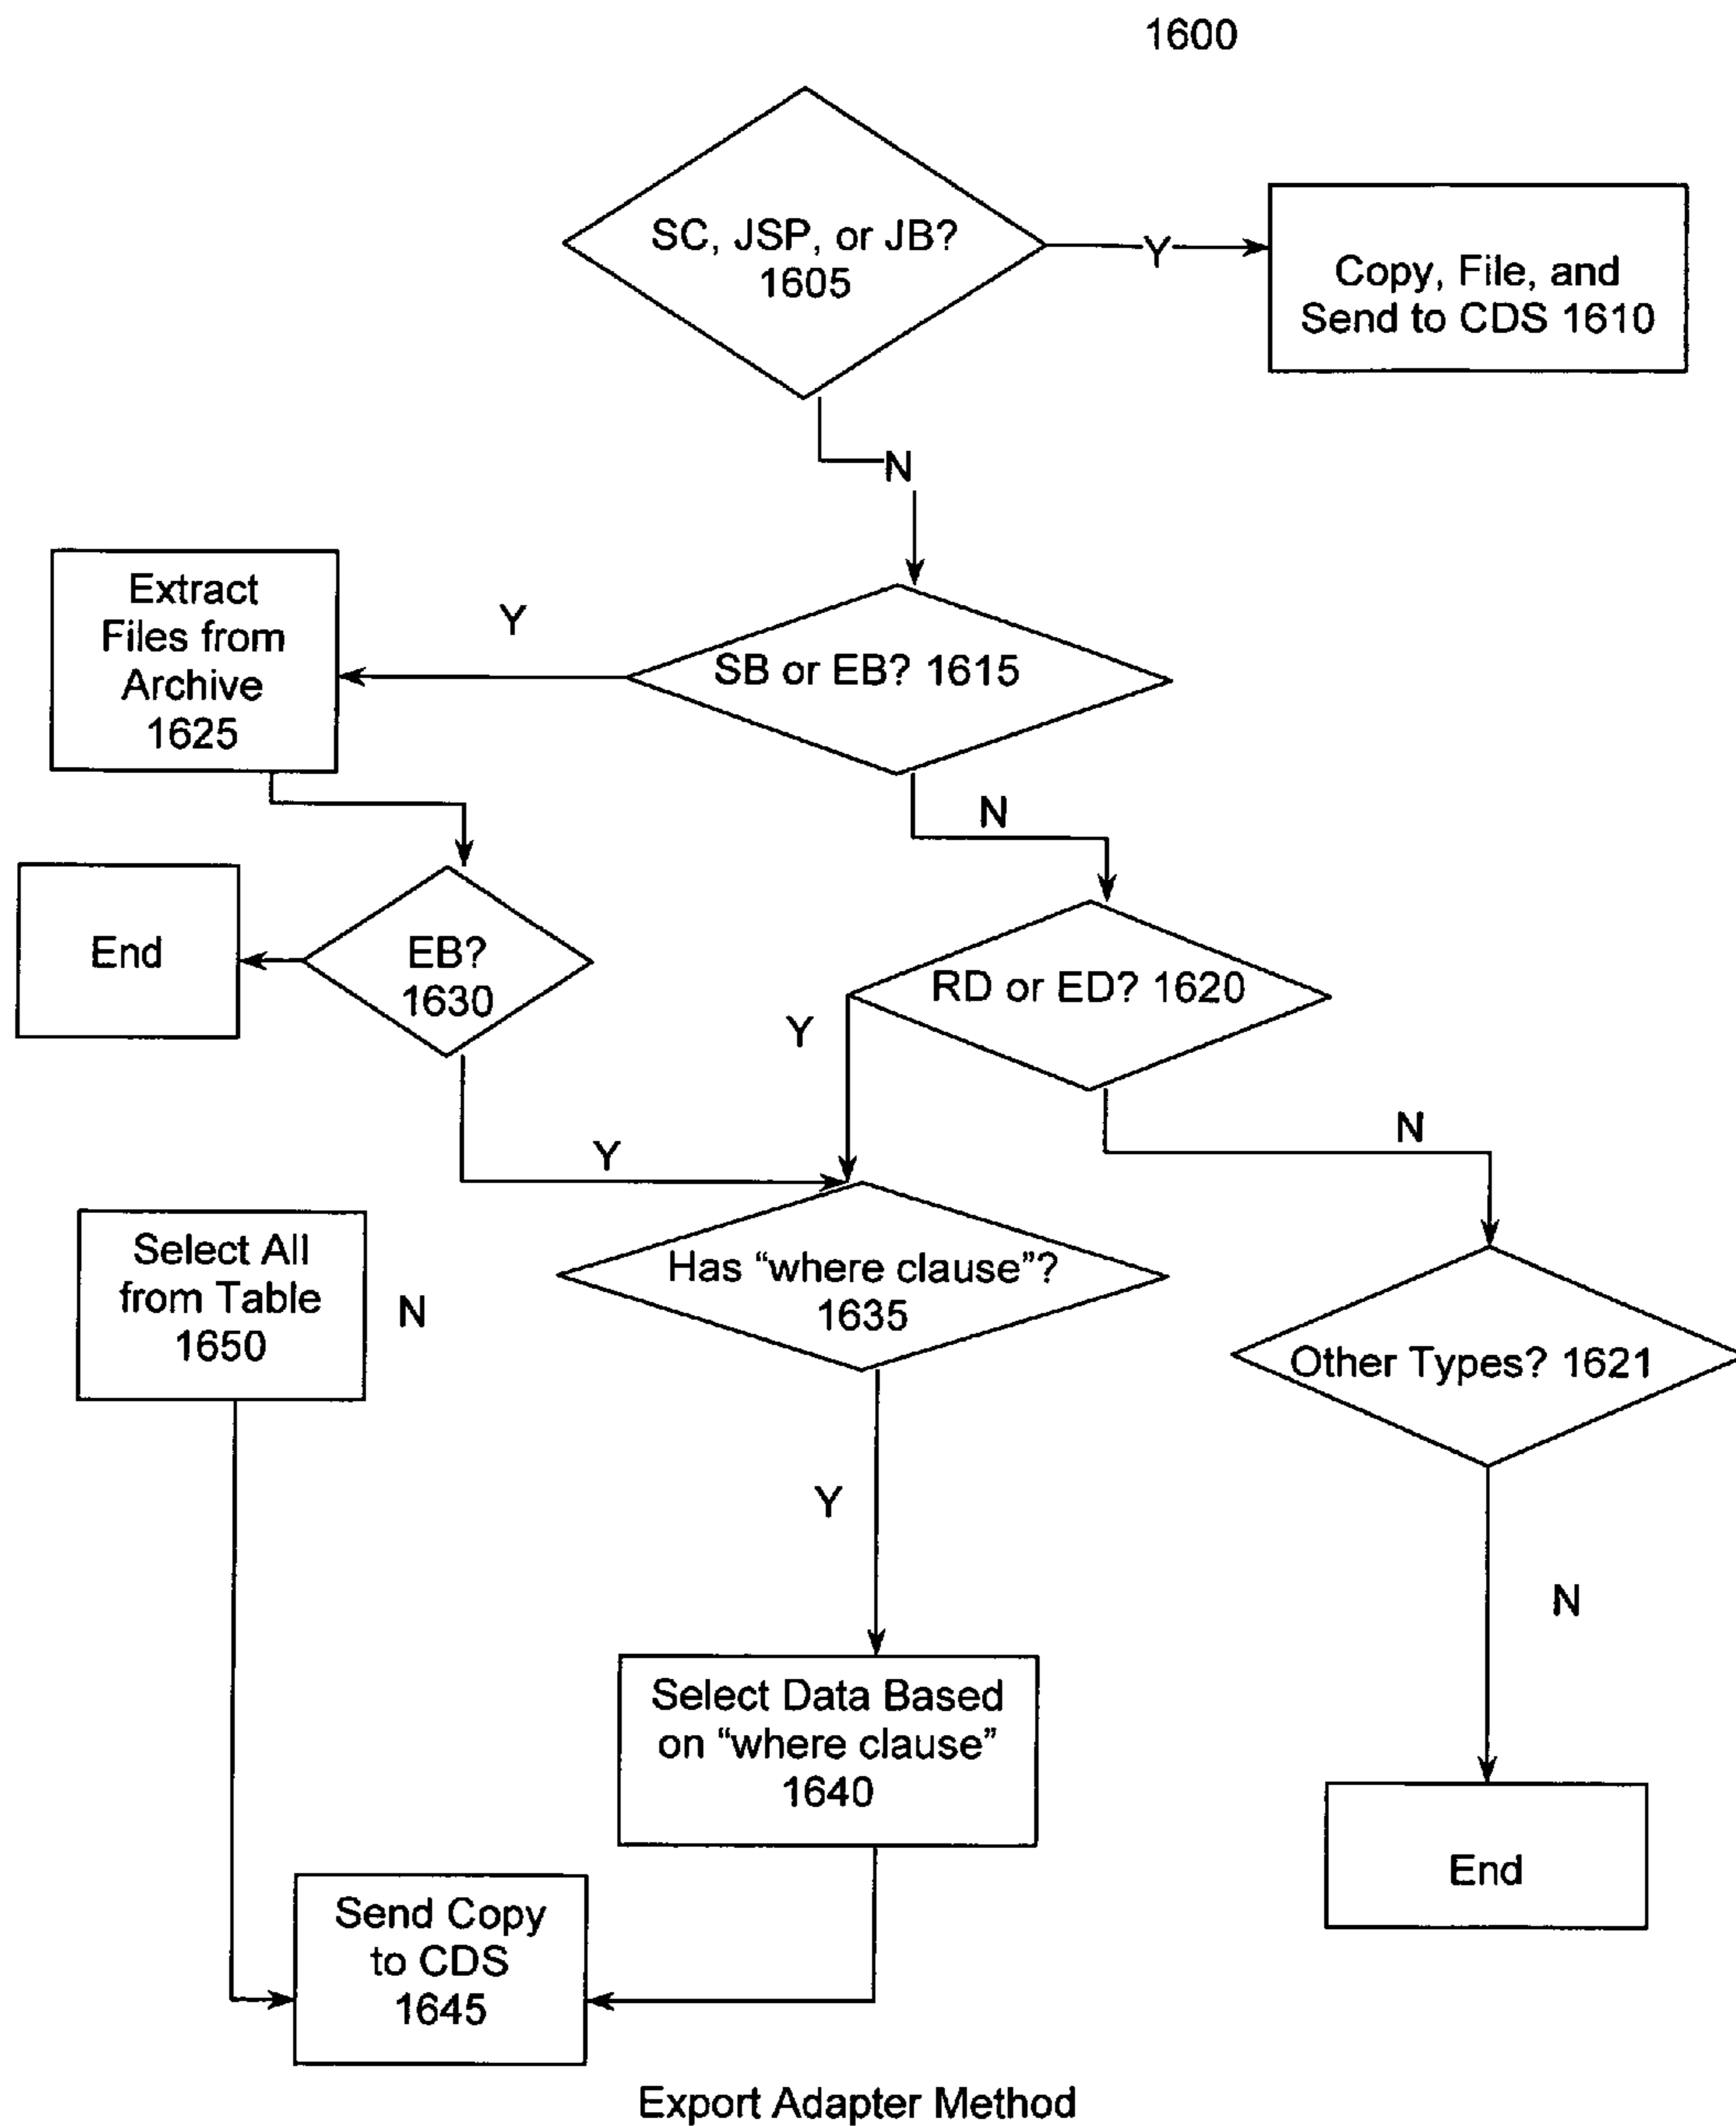 1600
SC, JSP, or JB?
1605
Y
Copy, File, and
Send to CDS 1610
N
Extract
Files from
Archive
1625
Y
SB or EB? 1615
N
End
EB?
1630
RD or ED? 1620
Y
N
Y
Select All
from Table
1650
N
Has “where clause”?
1635
Other Types? 1621
Y
N
Select Data Based
on “where clause”
1640
End
Send Copy
to CDS
1645
Export Adapter Method